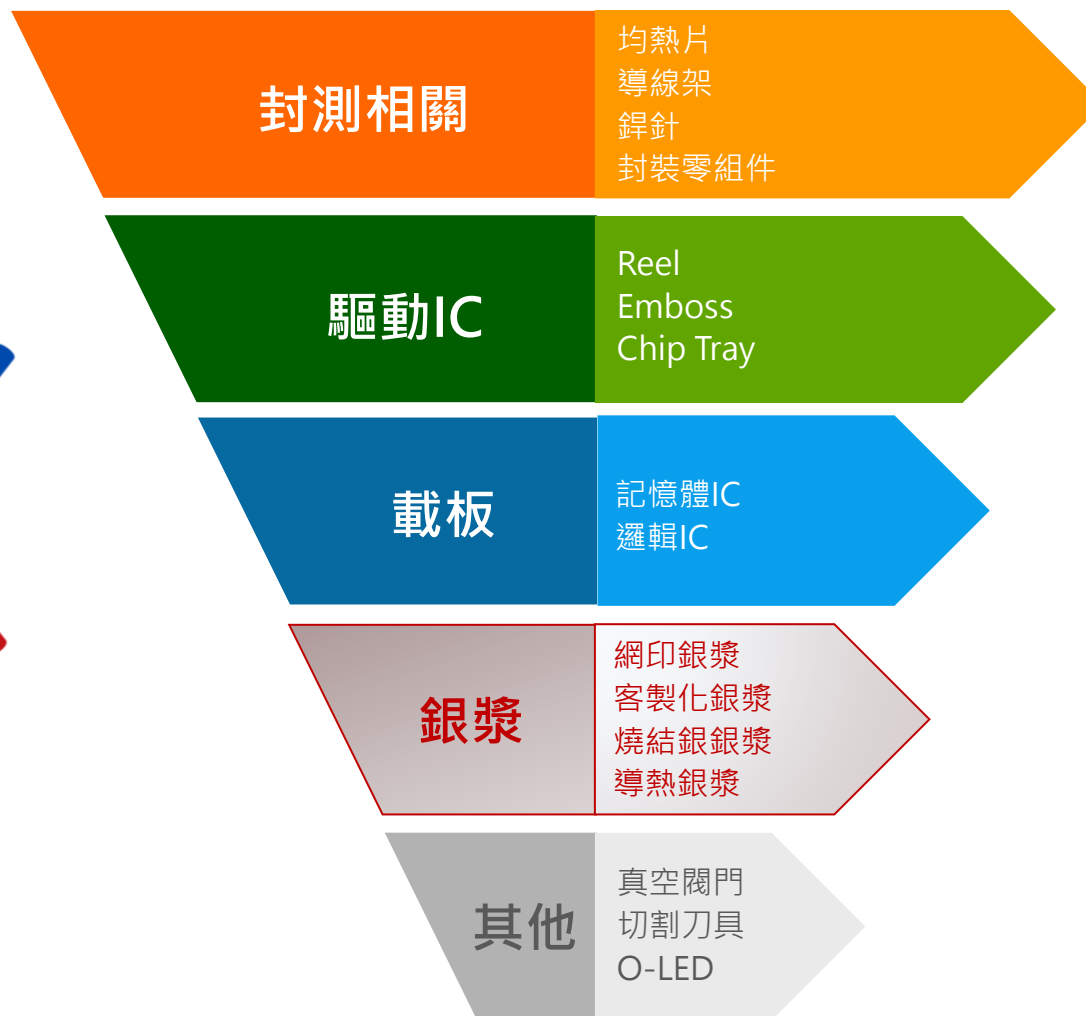 封測相關
均熱片
導線架
銲針
封裝零組件
驅動IC
Reel
Emboss
Chip Tray
載板
記憶體IC
邏輯IC
銀漿
網印銀漿
客製化銀漿
燒結銀銀漿
導熱銀漿
其他
真空閥門
切割刀具
O-LED